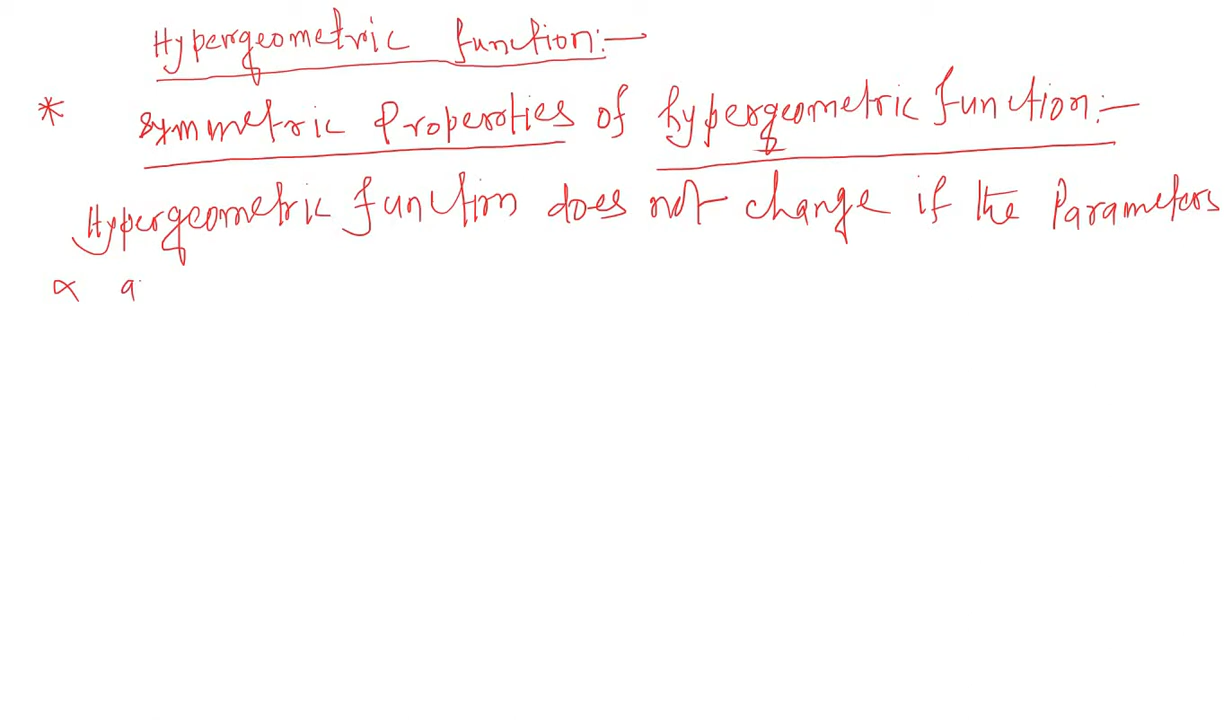 Hypergeometric function:-
* Symmetric Properties of hypergeometric function:-
Hypergeometric function does not change if the Parameters
∝ a